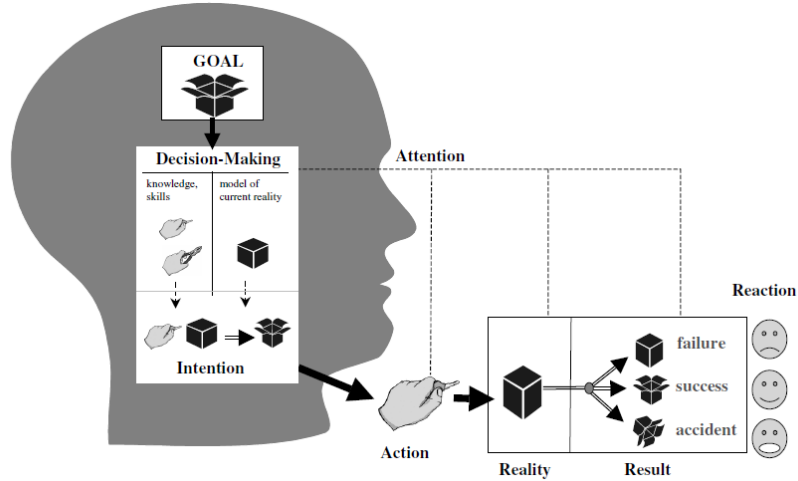 GOAL
Decision-Making
Attention
knowledge,
skills
model of
current reality
Intention
Action
Reaction
failure
success
accident
Reality
Result